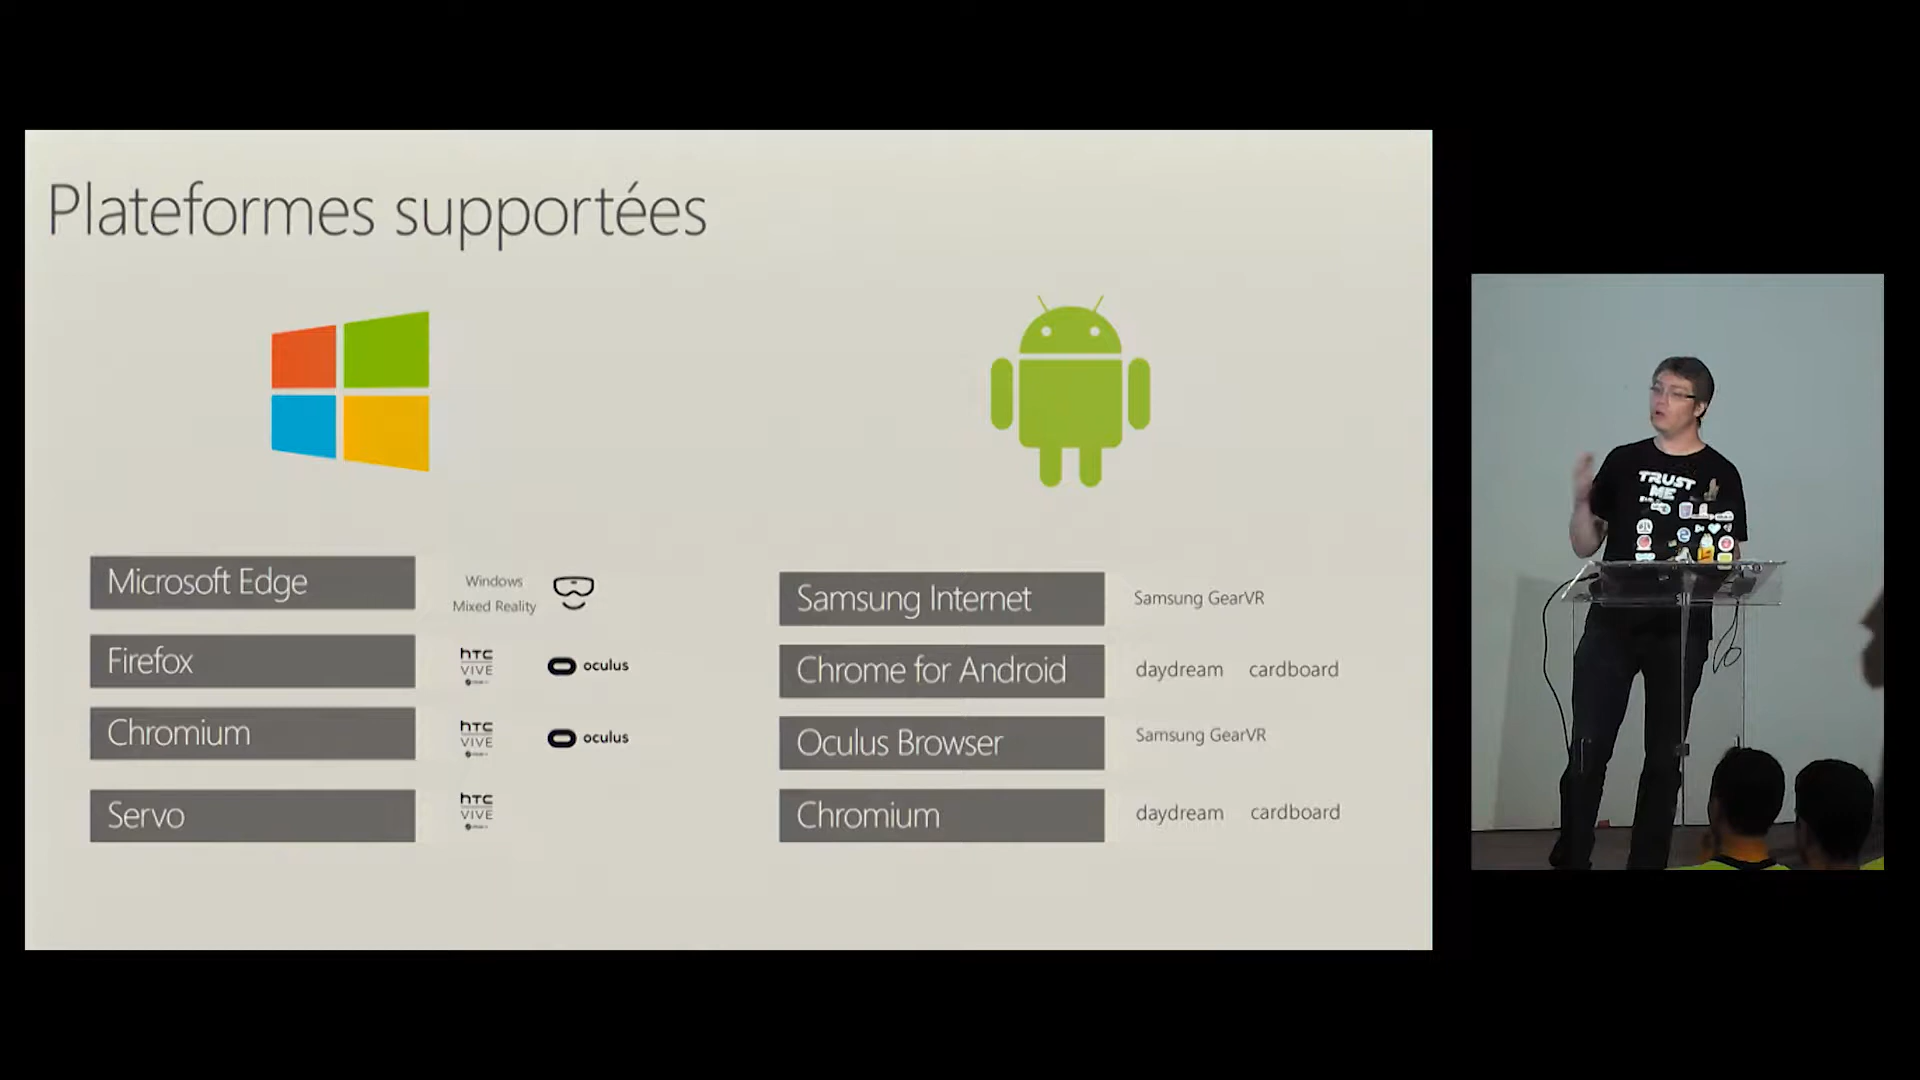 Plateformes supportées
Microsoft Edge
Windows
Mixed Reality
Firefox
HTC
VIVE
oculus
Chromium
HTC
VIVE
oculus
Servo
HTC
VIVE
Samsung Internet
Samsung GearVR
Chrome for Android
daydream cardboard
Oculus Browser
Samsung GearVR
Chromium
daydream cardboard
TRUST
ME